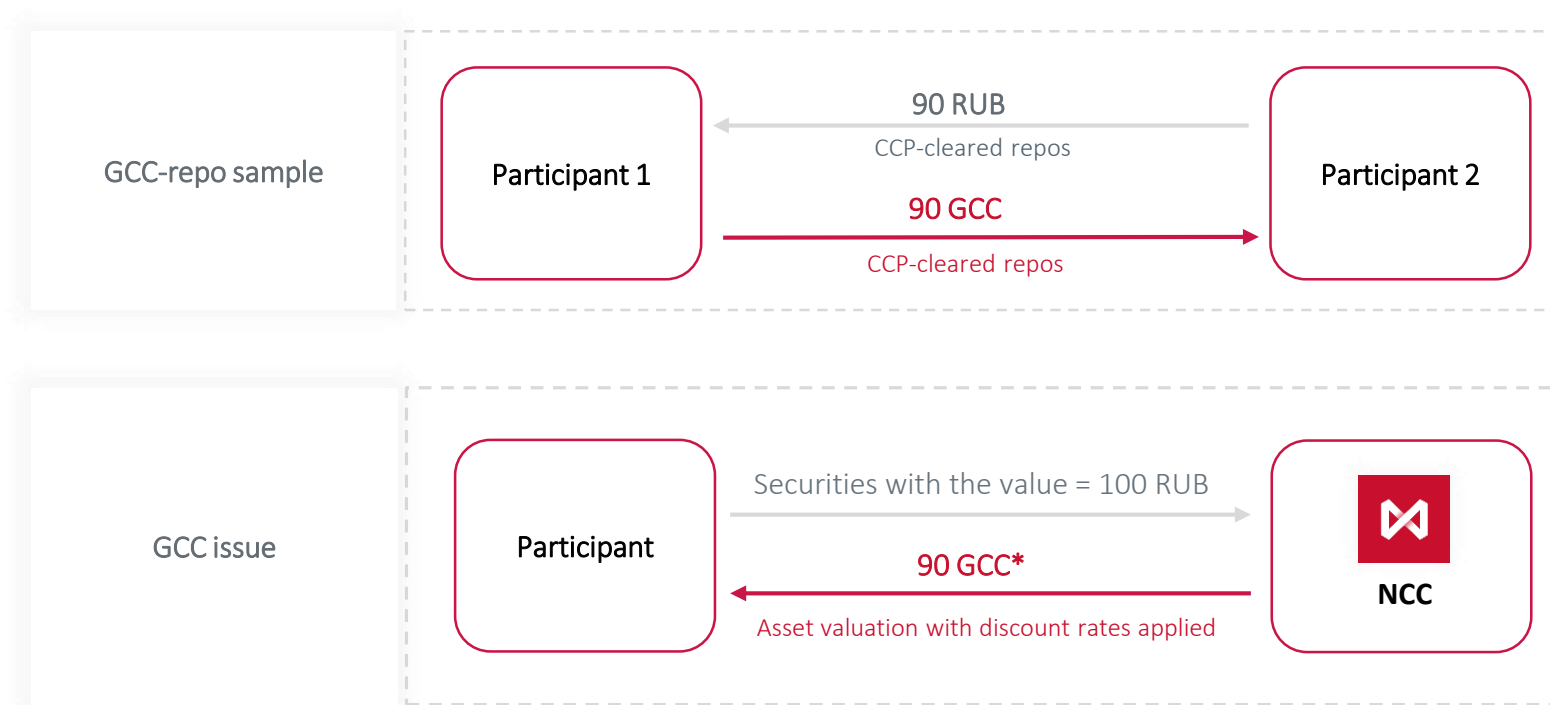 GCC-repo sample
Participant 1
90 RUB
CCP-cleared repos
90 GCC
CCP-cleared repos
Participant 2
GCC issue
Participant
Securities with the value = 100 RUB
90 GCC*
Asset valuation with discount rates applied
NCC